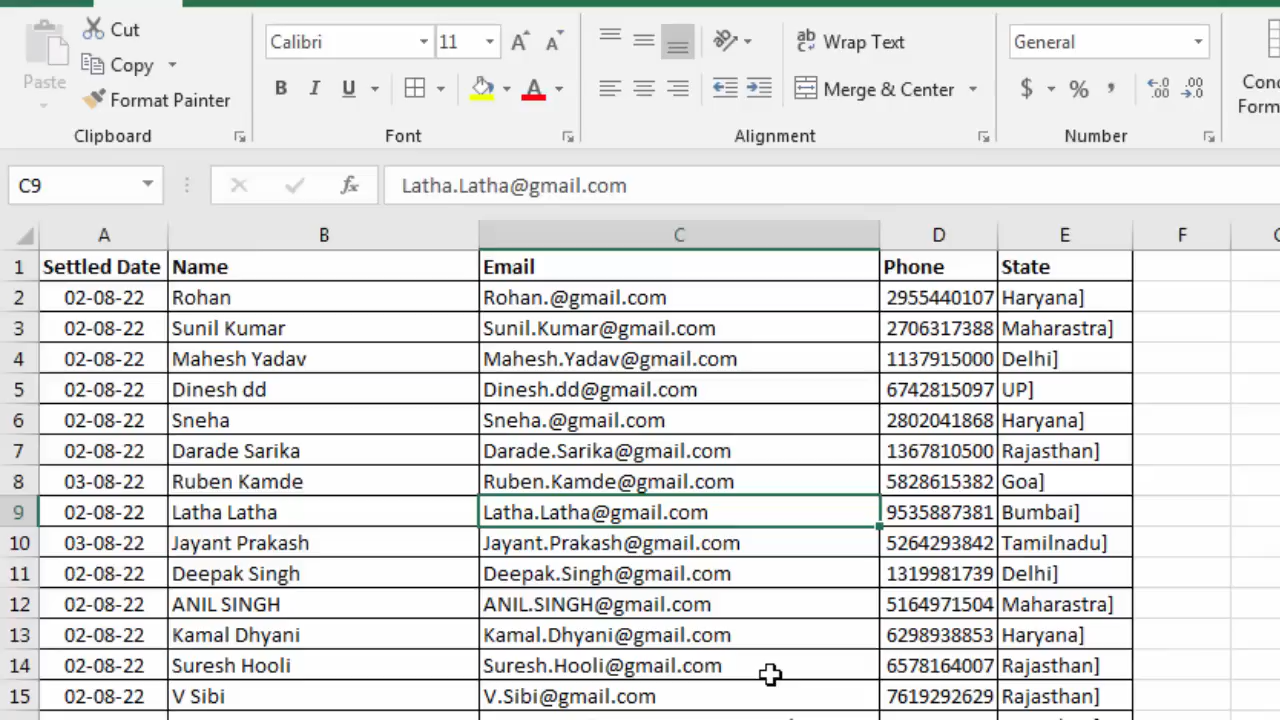 Cut
Calibri
11
Wrap Text
General
Paste
Copy
B I U
Merge & Center
$ % ,
Format Painter
Clipboard
Font
Alignment
Number
C9
fx
Latha.Latha@gmail.com
A B C D E F
1 Settled Date Name Email Phone State
2 02-08-22 Rohan Rohan.@gmail.com 2955440107 Haryana]
3 02-08-22 Sunil Kumar Sunil.Kumar@gmail.com 2706317388 Maharastra]
4 02-08-22 Mahesh Yadav Mahesh.Yadav@gmail.com 1137915000 Delhi]
5 02-08-22 Dinesh dd Dinesh.dd@gmail.com 6742815097 UP]
6 02-08-22 Sneha Sneha.@gmail.com 2802041868 Haryana]
7 02-08-22 Darade Sarika Darade.Sarika@gmail.com 1367810500 Rajasthan]
8 03-08-22 Ruben Kamde Ruben.Kamde@gmail.com 5828615382 Goa]
9 02-08-22 Latha Latha Latha.Latha@gmail.com 9535887381 Bumbai]
10 03-08-22 Jayant Prakash Jayant.Prakash@gmail.com 5264293842 Tamilnadu]
11 02-08-22 Deepak Singh Deepak.Singh@gmail.com 1319981739 Delhi]
12 02-08-22 ANIL SINGH ANIL.SINGH@gmail.com 5164971504 Maharastra]
13 02-08-22 Kamal Dhyani Kamal.Dhyani@gmail.com 6298938853 Haryana]
14 02-08-22 Suresh Hooli Suresh.Hooli@gmail.com 6578164007 Rajasthan]
15 02-08-22 V Sibi V.Sibi@gmail.com 7619292629 Rajasthan]